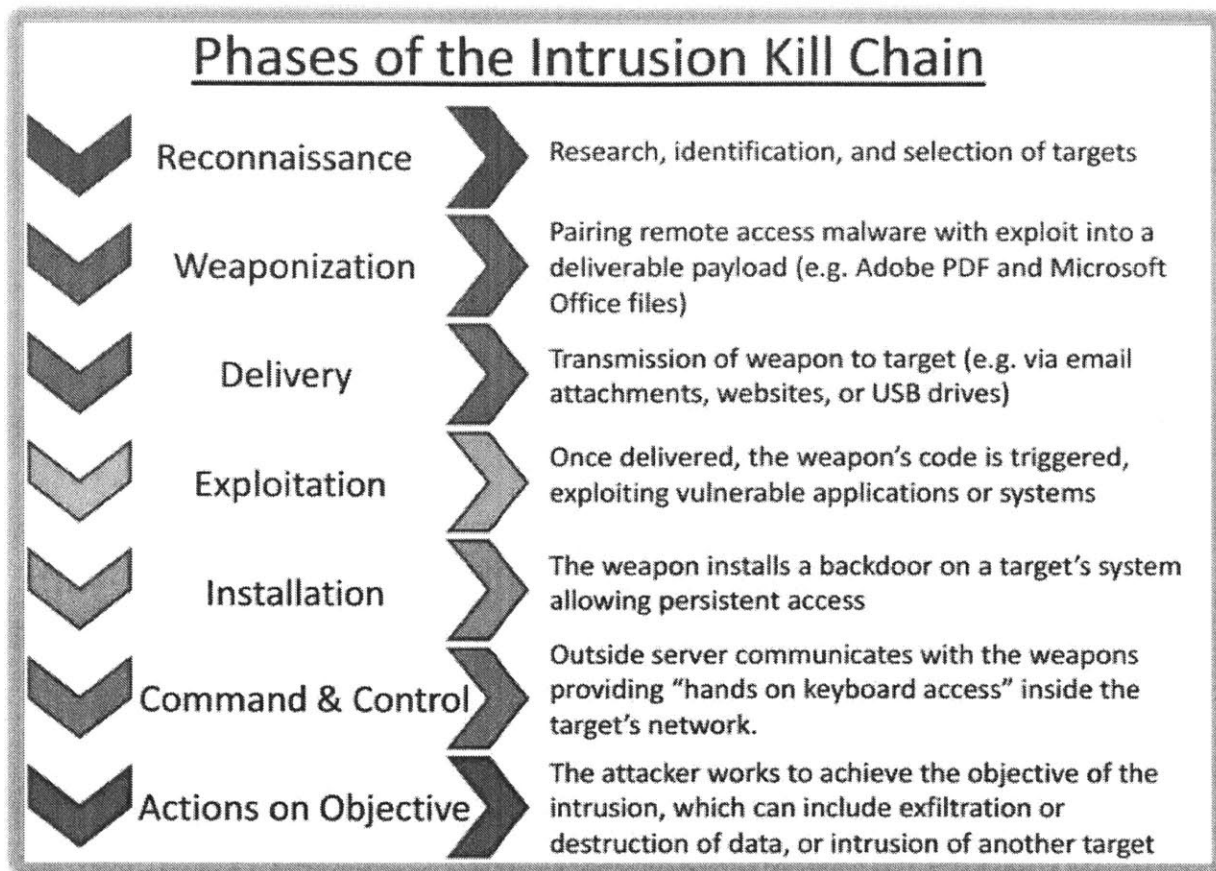 Phases of the Intrusion Kill Chain
Reconnaissance
Research, identification, and selection of targets
Weaponization
Pairing remote access malware with exploit into a
deliverable payload (e.g. Adobe PDF and Microsoft
Office files)
Delivery
Transmission of weapon to target (e.g. via email
attachments, websites, or USB drives)
Exploitation
Once delivered, the weapon's code is triggered,
exploiting vulnerable applications or systems
Installation
The weapon installs a backdoor on a target's system
allowing persistent access
Command & Control
Outside server communicates with the weapons
providing “hands on keyboard access” inside the
target's network.
Actions on Objective
The attacker works to achieve the objective of the
intrusion, which can include exfiltration or
destruction of data, or intrusion of another target